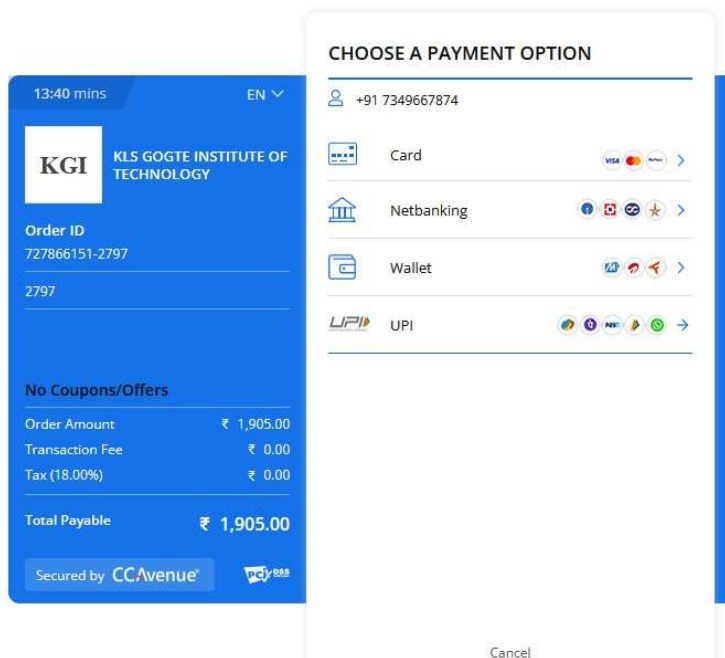 13:40 mins
EN
KGI
KLS GOGTE INSTITUTE OF
TECHNOLOGY
Order ID
727866151-2797
2797
No Coupons/Offers
Order Amount ₹ 1,905.00
Transaction Fee ₹ 0.00
Tax (18.00%) ₹ 0.00
Total Payable ₹ 1,905.00
Secured by CCAvenue
PCI DSS
CHOOSE A PAYMENT OPTION
+91 7349667874
Card VISA
Netbanking
Wallet
UPI UPI
Cancel